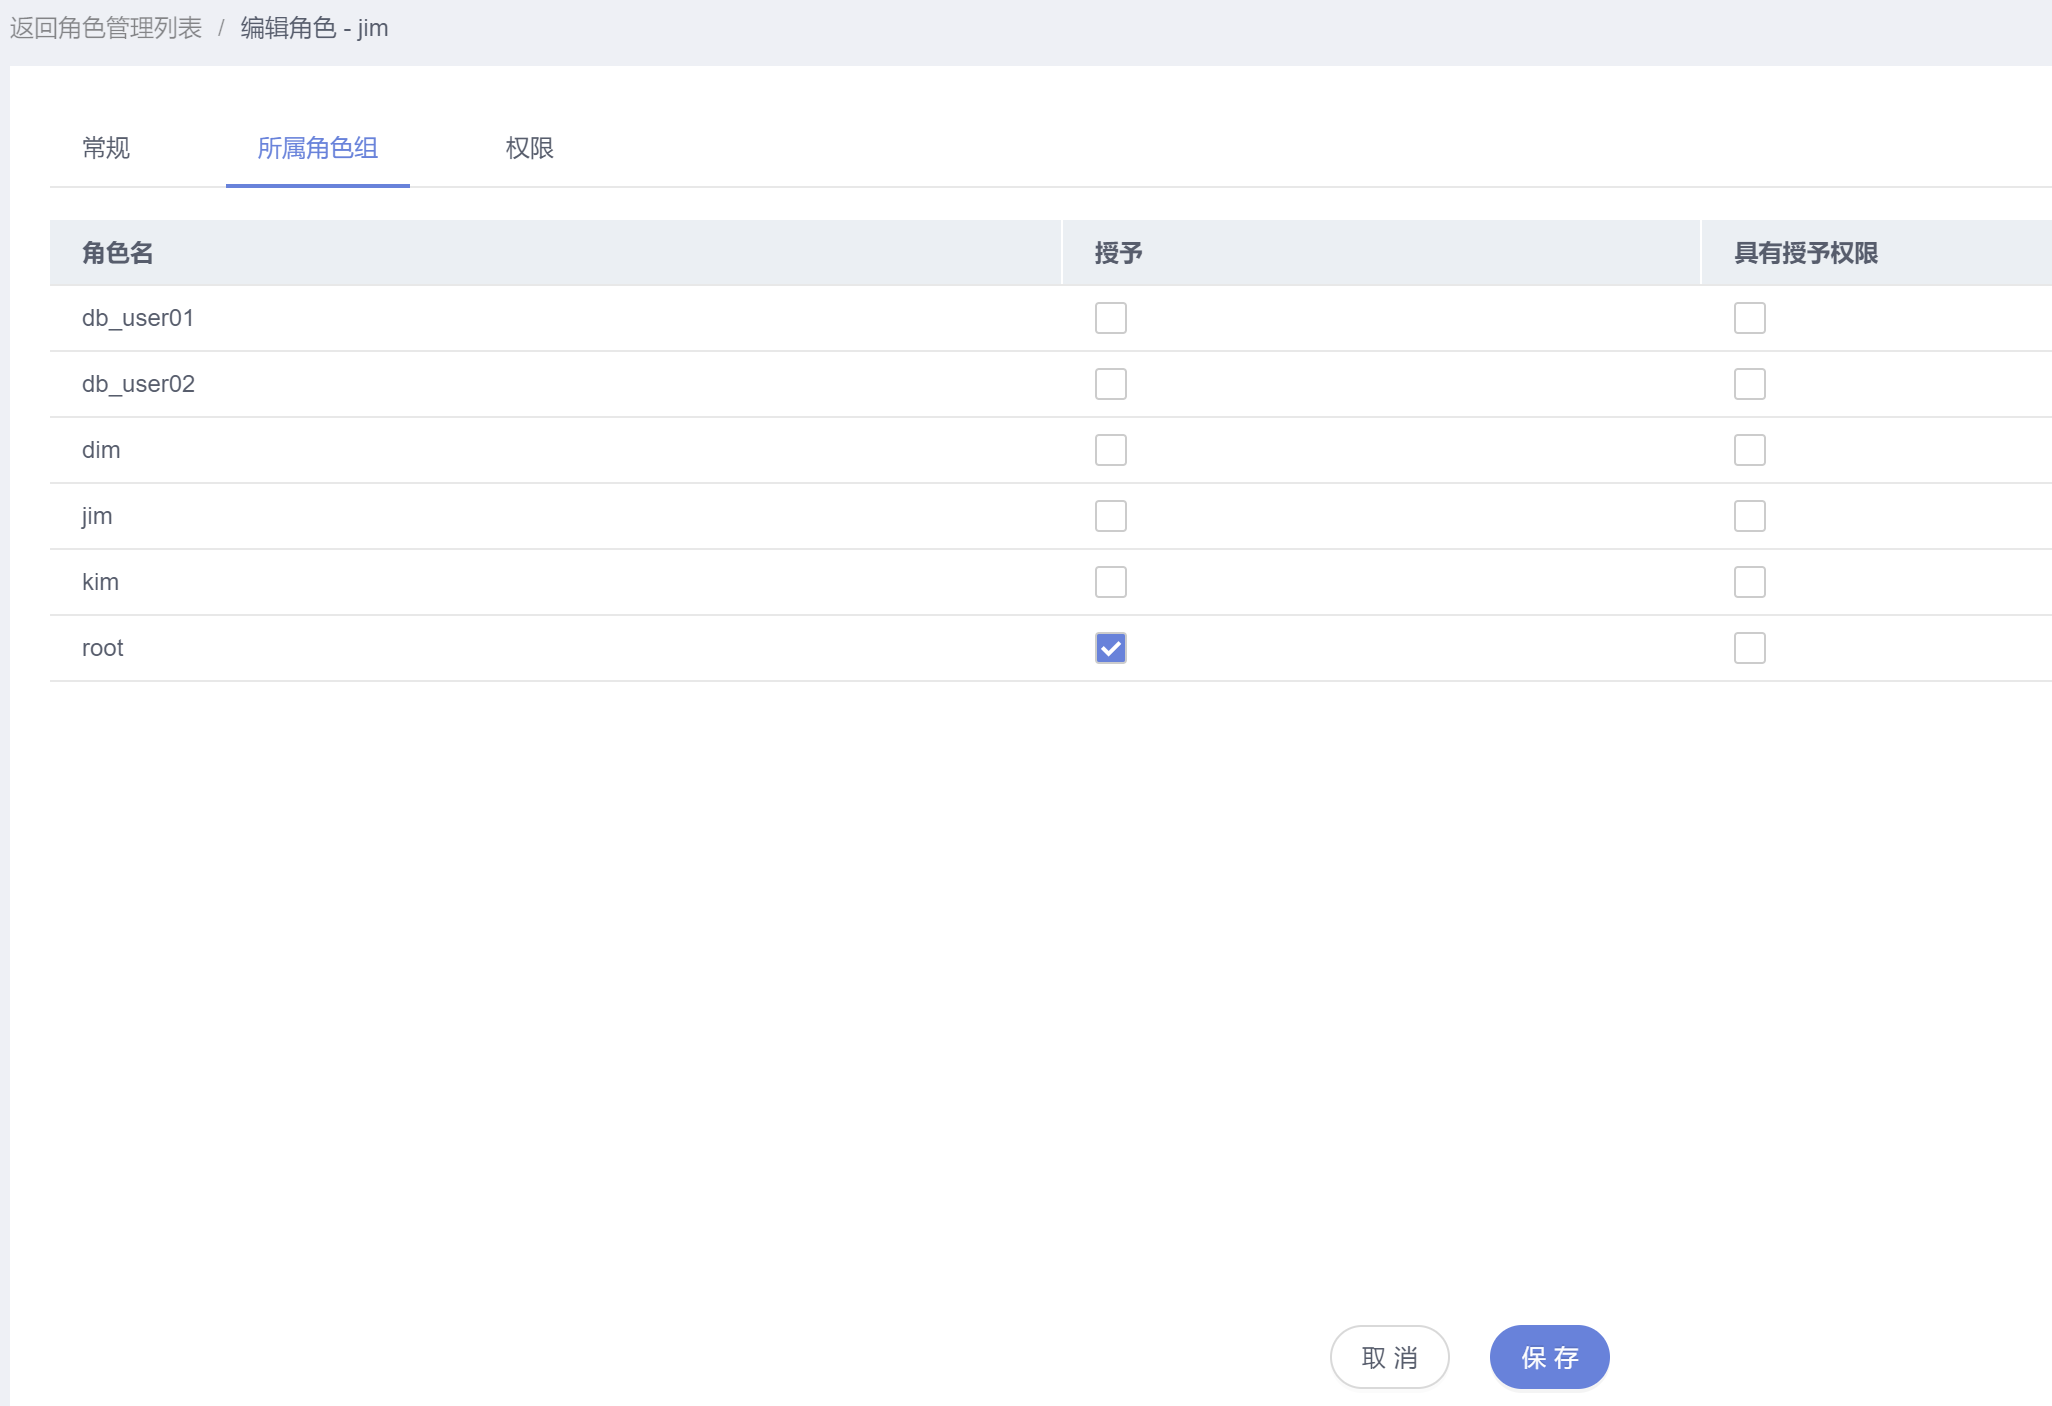 返回角色管理列表 / 编辑角色 - jim
常规 所属角色组 权限
角色名 授予 具有授予权限
db_user01
db_user02
dim
jim
kim
root
取 消 保 存